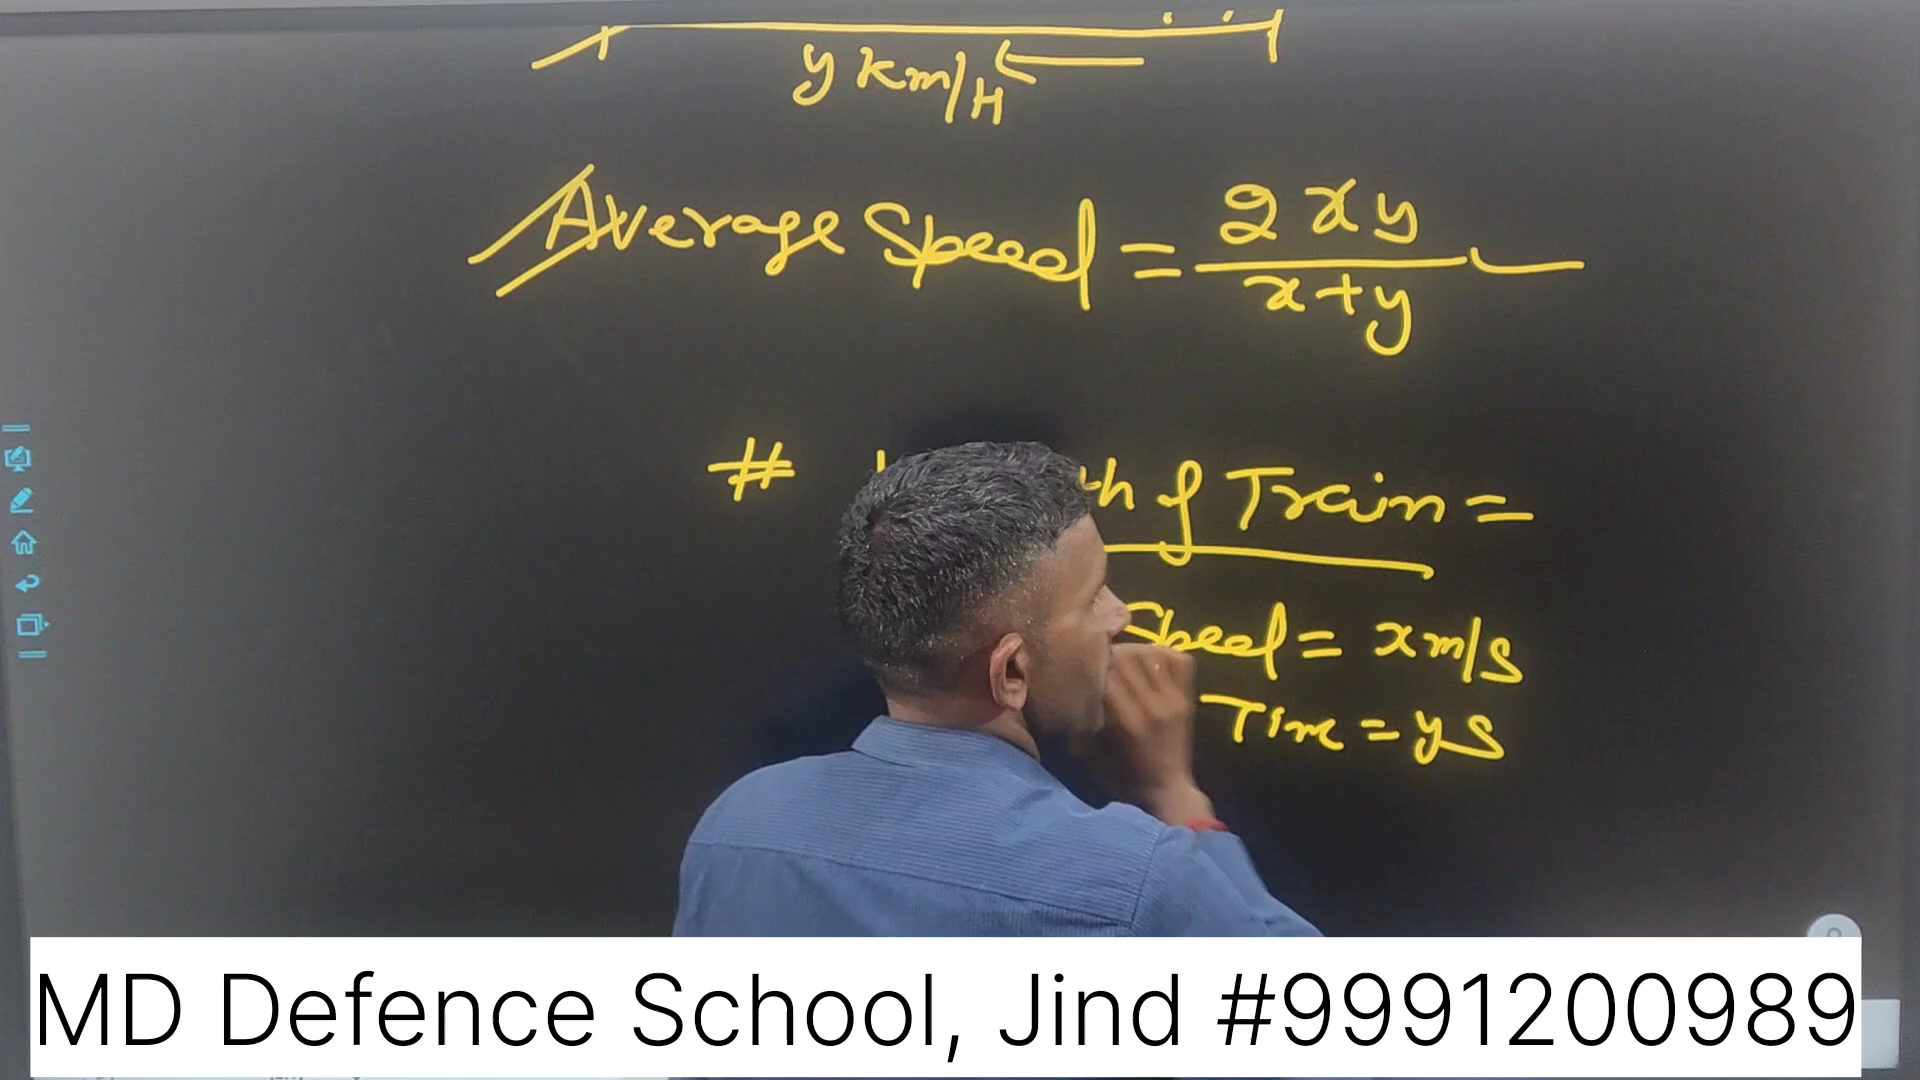 y km/H
Average Speed = 2xy / x+y
# of Train =
Speed = x m/s
Time = y s
MD Defence School, Jind #9991200989